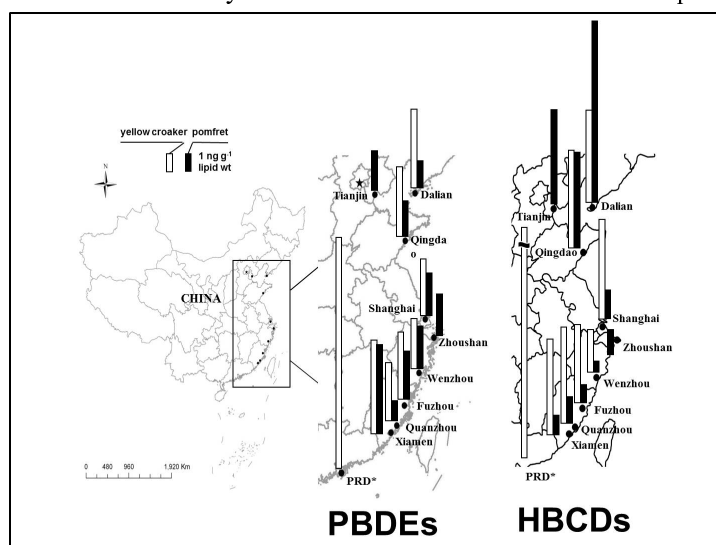 yellow croaker pomfret
1 ng g-1
lipid wt
N
CHINA
0 480 960 1,920 Km
Tianjin
Dalian
Qingda
o
Shanghai
Zhoushan
Wenzhou
Fuzhou
Quanzhou
Xiamen
PRD*
PBDEs
Tianjin
Dalian
Qingdao
Shanghai
Zhoushan
Wenzhou
Fuzhou
Quanzhou
Xiamen
PRD*
HBCDs